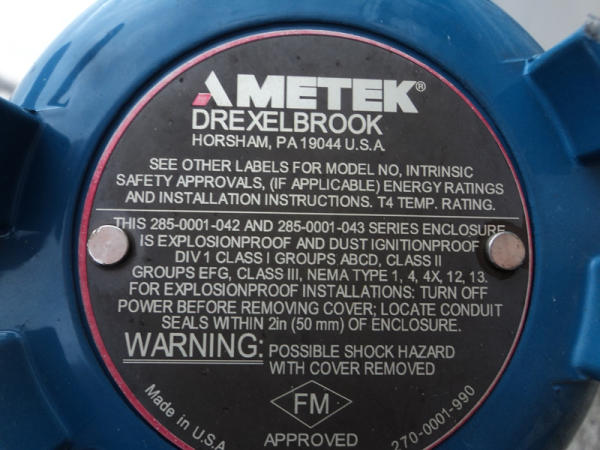 AMETEK®
DREXELBROOK
HORSHAM, PA 19044 U.S.A.
SEE OTHER LABELS FOR MODEL NO, INTRINSIC
SAFETY APPROVALS, (IF APPLICABLE) ENERGY RATINGS
AND INSTALLATION INSTRUCTIONS. T4 TEMP. RATING.
THIS 285-0001-042 AND 285-0001-043 SERIES ENCLOSURE
IS EXPLOSIONPROOF AND DUST IGNITIONPROOF
DIV 1 CLASS I GROUPS ABCD, CLASS II
GROUPS EFG, CLASS III, NEMA TYPE 1, 4, 4X, 12, 13.
FOR EXPLOSIONPROOF INSTALLATIONS: TURN OFF
POWER BEFORE REMOVING COVER; LOCATE CONDUIT
SEALS WITHIN 2in (50 mm) OF ENCLOSURE.
WARNING: POSSIBLE SHOCK HAZARD
WITH COVER REMOVED
Made in U.S.A.
FM
APPROVED
270-0001-990